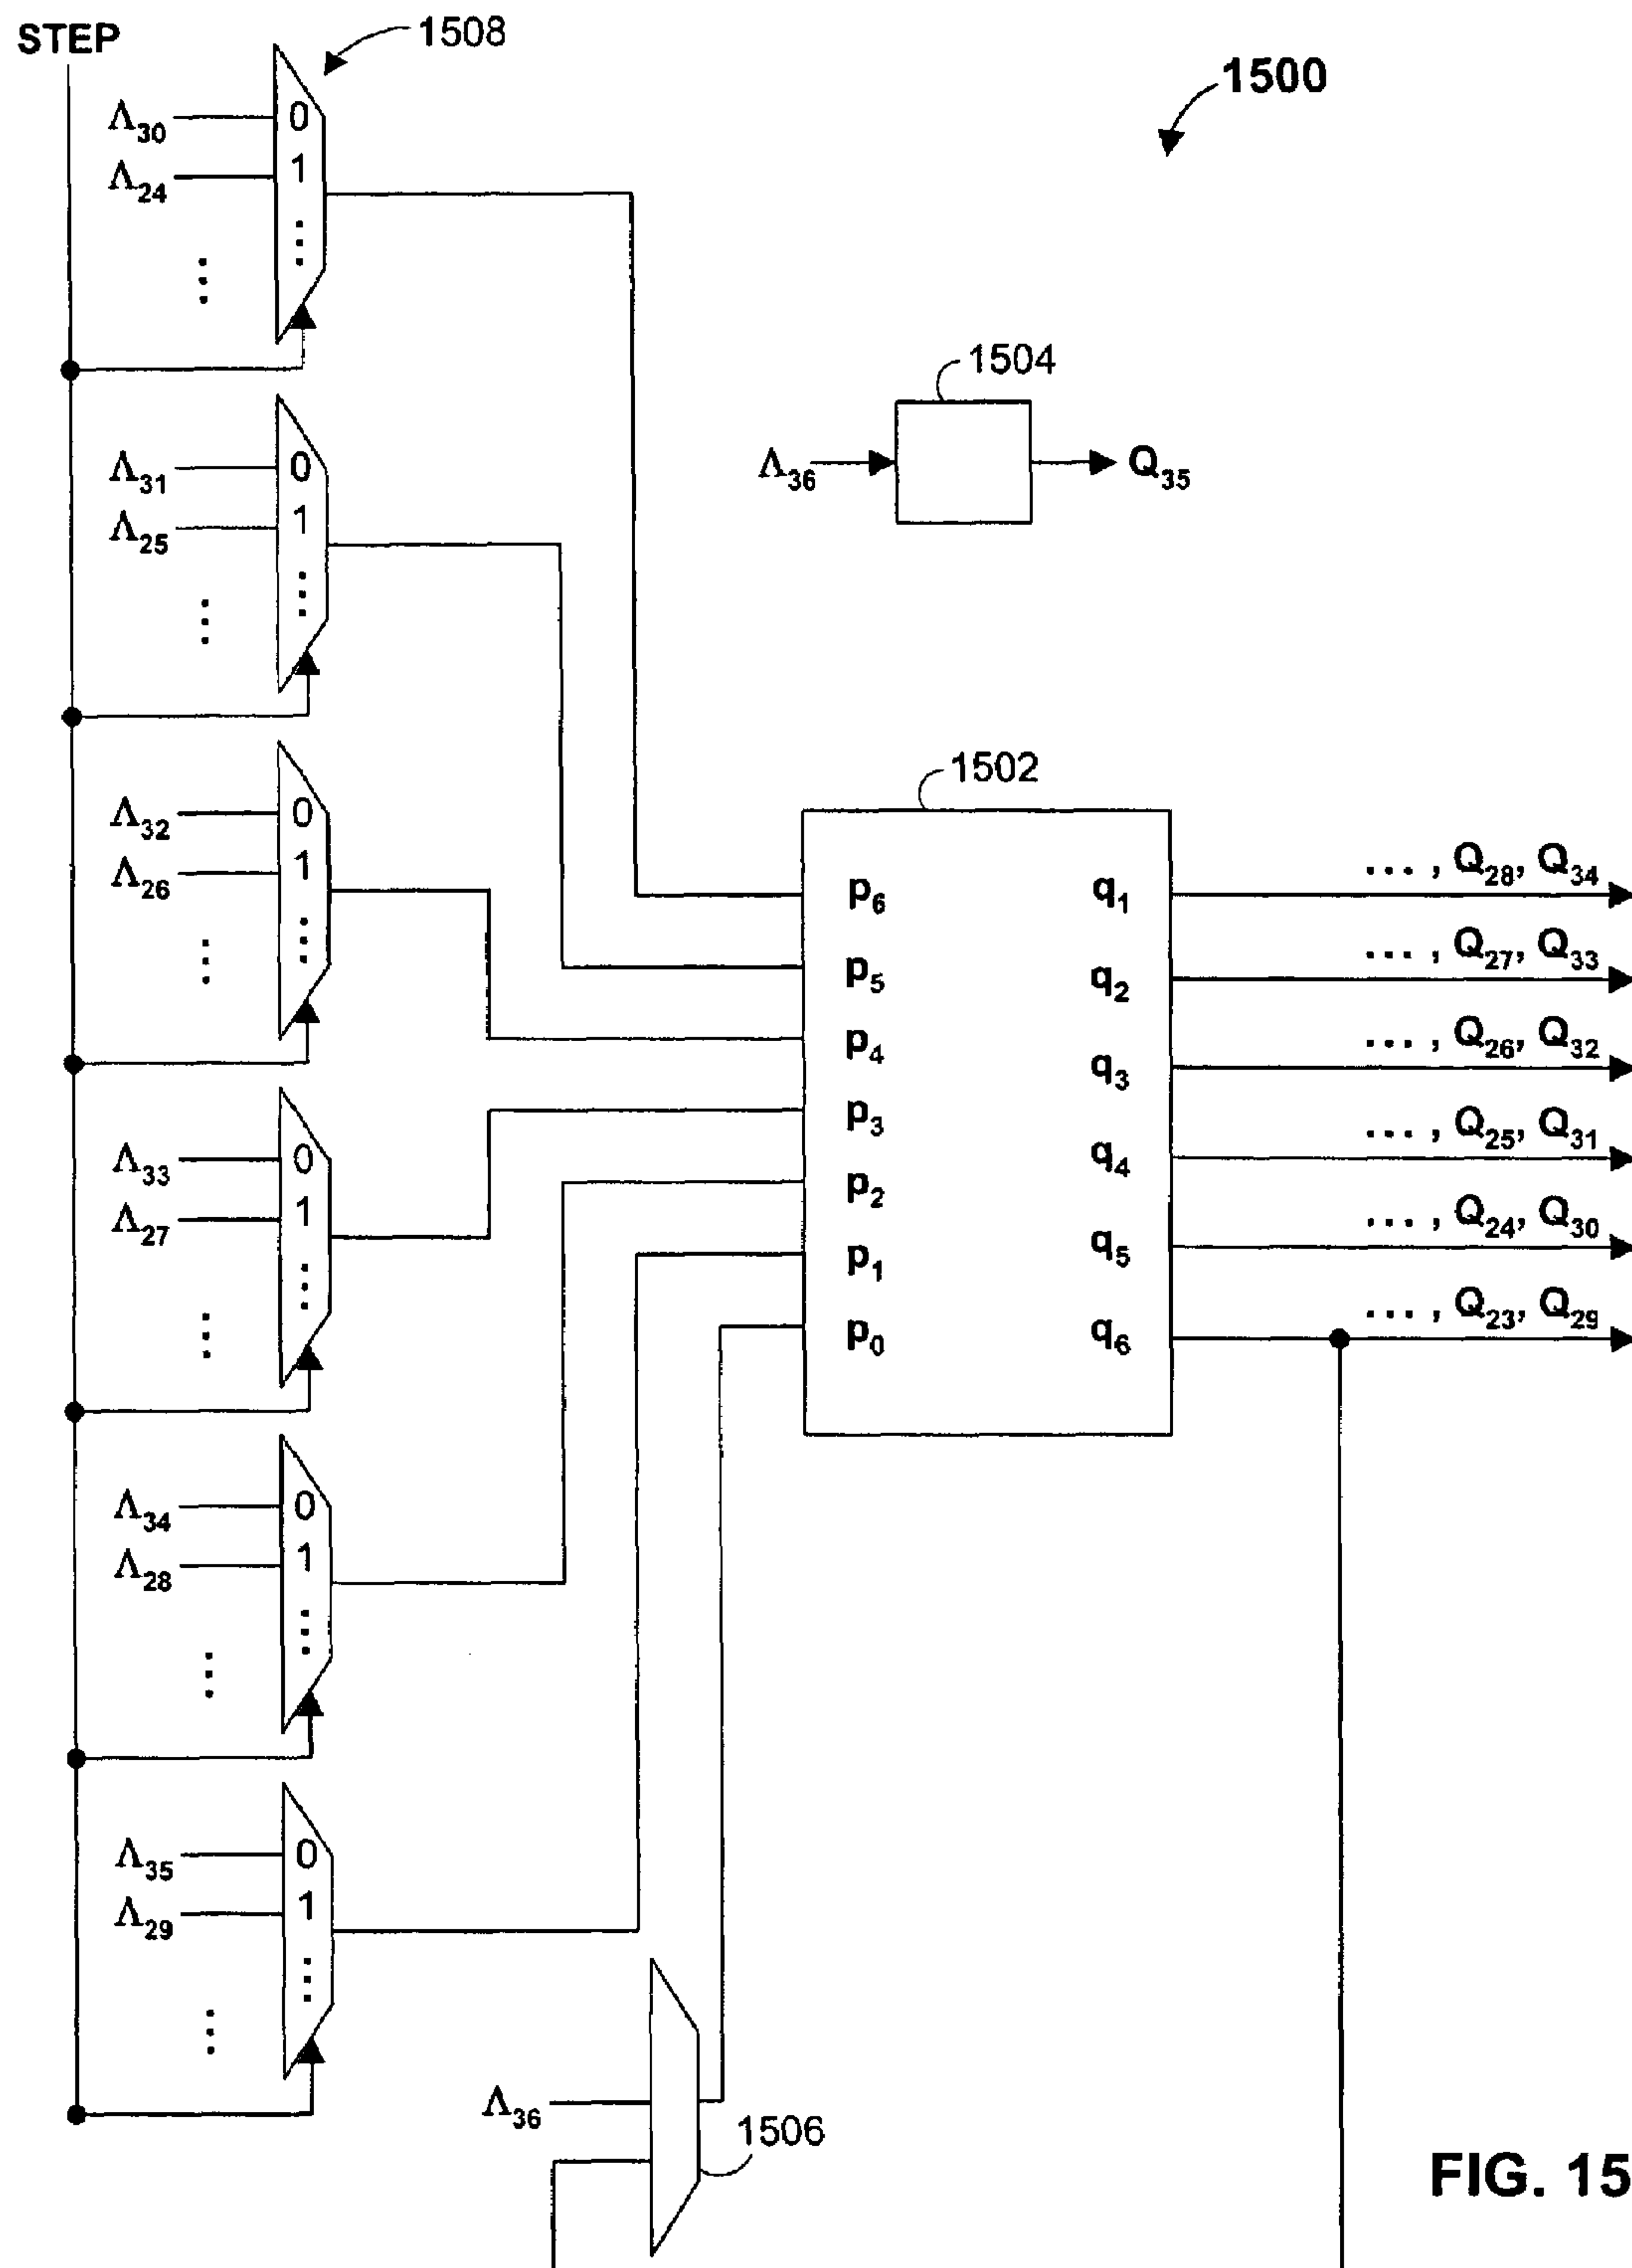 STEP
1508
1500
Λ30
0
Λ24
1
...
...
Λ31
0
Λ25
1
...
...
1504
Λ36
Q35
Λ32
0
Λ26
1
...
...
1502
p6
p5
p4
p3
p2
p1
p0
q1
q2
q3
q4
q5
q6
... , Q28, Q34
... , Q27, Q33
... , Q26, Q32
... , Q25, Q31
... , Q24, Q30
... , Q23, Q29
Λ33
0
Λ27
1
...
...
Λ34
0
Λ28
1
...
...
Λ35
0
Λ29
1
...
...
Λ36
1506
FIG. 15